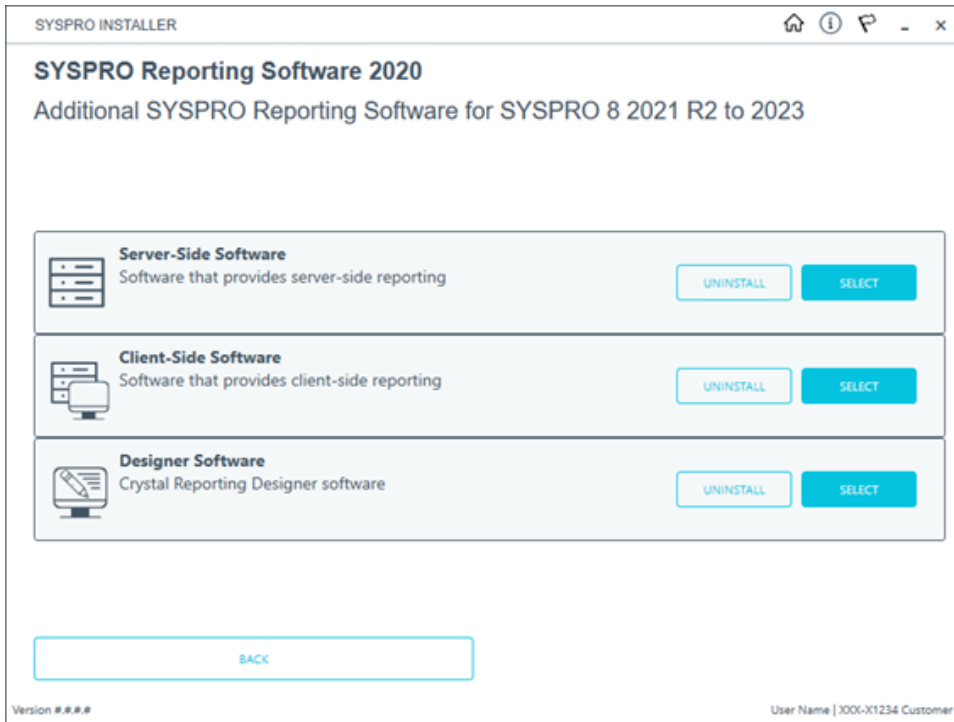 SYSPRO INSTALLER
SYSPRO Reporting Software 2020
Additional SYSPRO Reporting Software for SYSPRO 8 2021 R2 to 2023
Server-Side Software
Software that provides server-side reporting
UNINSTALL
SELECT
Client-Side Software
Software that provides client-side reporting
UNINSTALL
SELECT
Designer Software
Crystal Reporting Designer software
UNINSTALL
SELECT
BACK
Version #.#.#.#
User Name | XXX-X1234 Customer